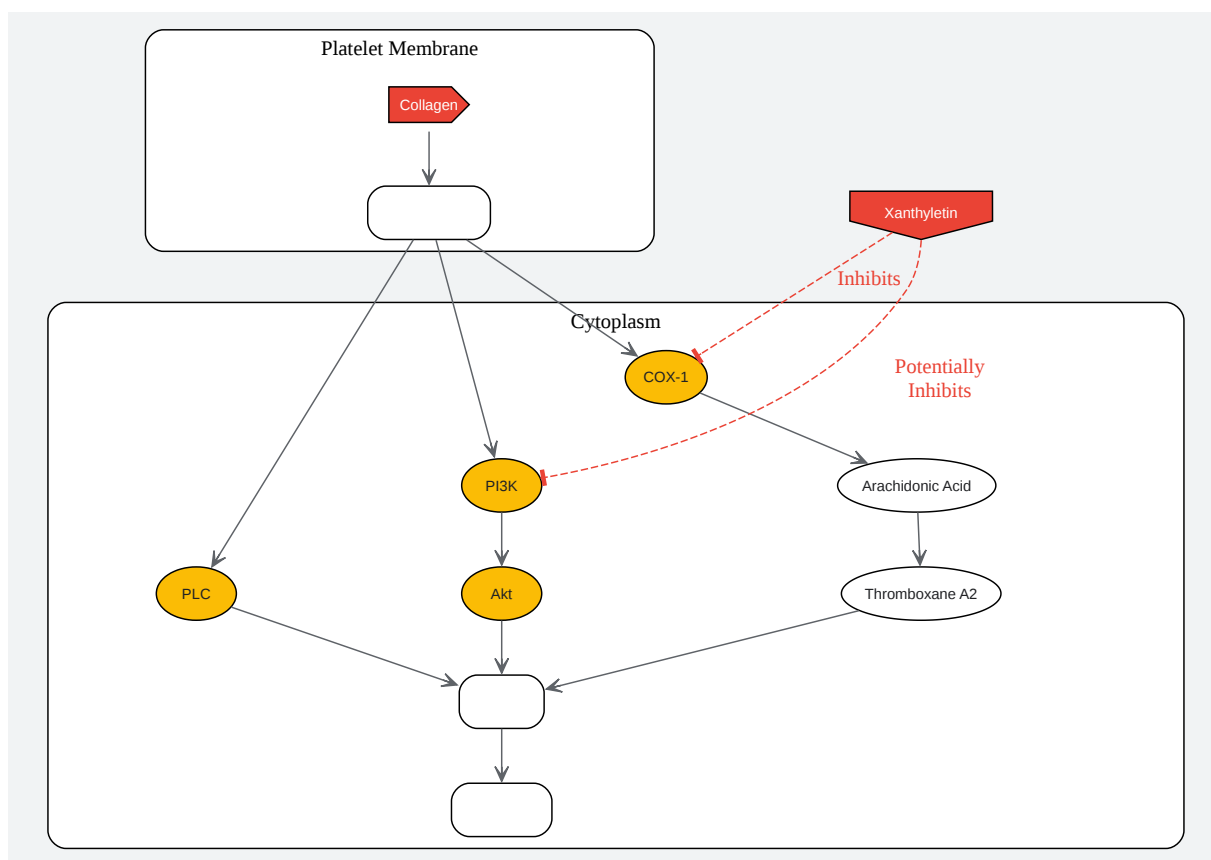 Platelet Membrane
Collagen
Xanthyletin
Inhibits
Cytoplasm
Potentially
Inhibits
COX-1
PI3K
Arachidonic Acid
PLC
Akt
Thromboxane A2